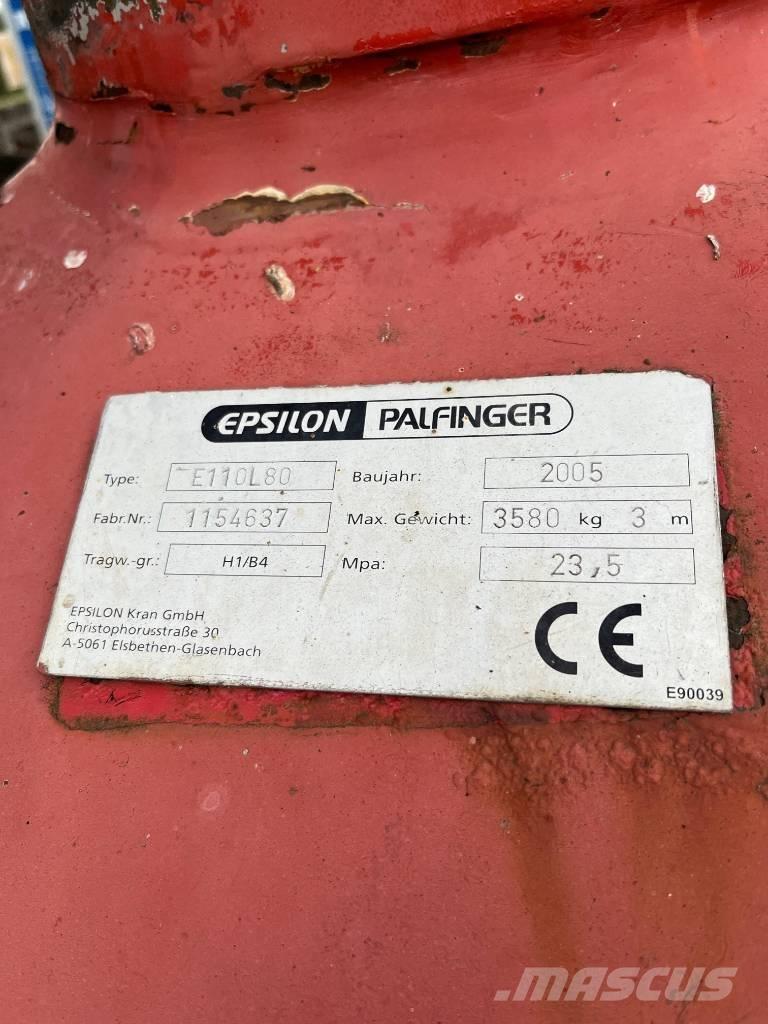 EPSILON PALFINGER
Type: E110L80 Baujahr: 2005
Fabr.Nr.: 1154637 Max. Gewicht: 3580 kg 3 m
Tragw.-gr.: H1/B4 Mpa: 23,5
EPSILON Kran GmbH
Christophorusstraße 30
A-5061 Elsbethen-Glasenbach
CE
E90039
MASCUS